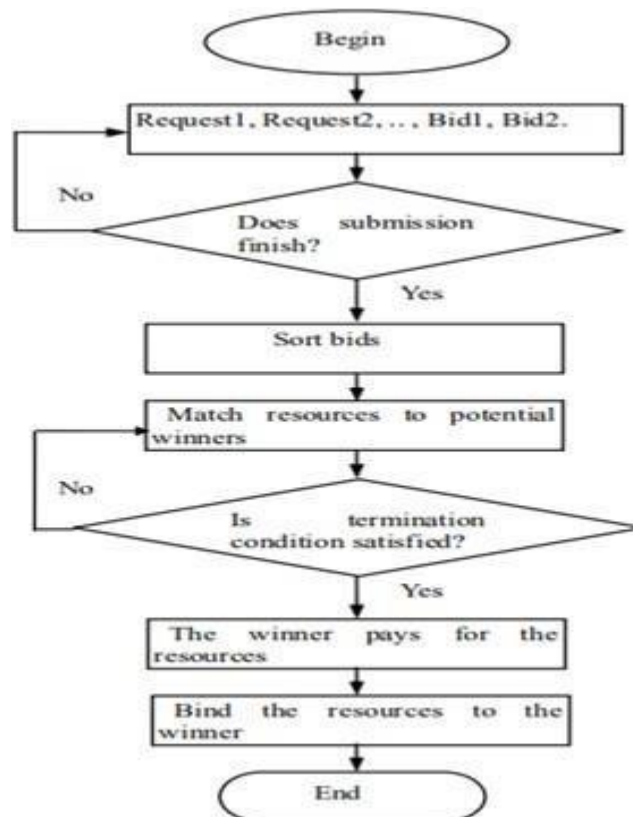 Begin
Request1, Request2, .., Bid1, Bid2.
No
Does submission
finish?
Yes
Sort bids
Match resources to potential
winners
No
Is termination
condition satisfied?
Yes
The winner pays for the
resources
Bind the resources to the
winner
End